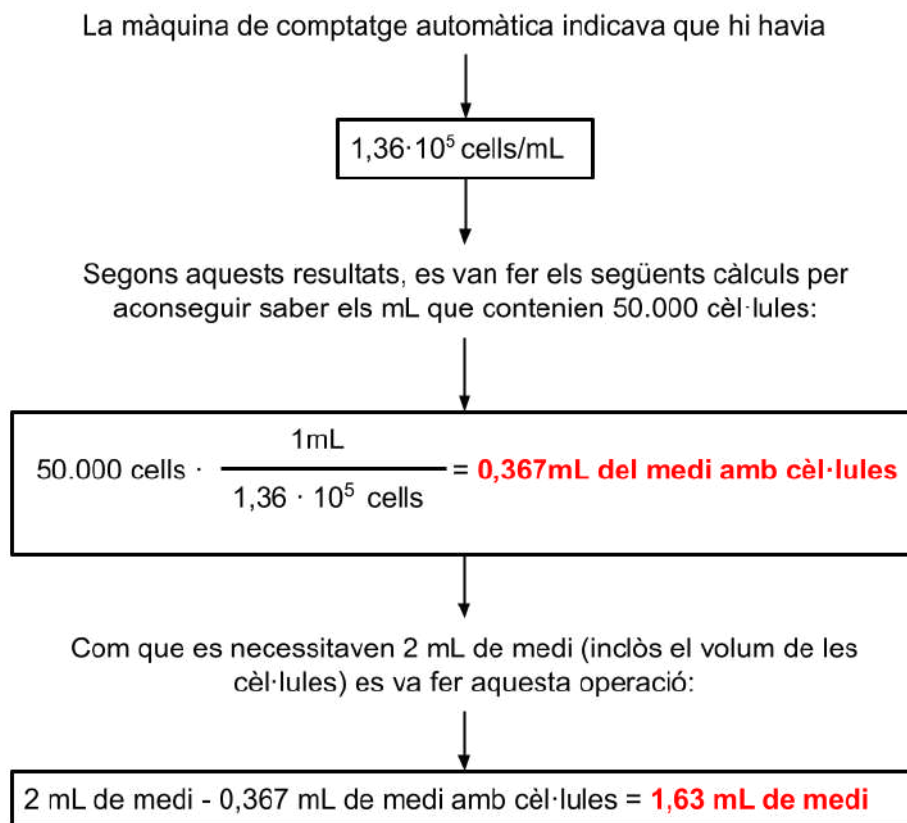 La màquina de comptatge automàtica indicava que hi havia
1,36·10⁵ cells/mL
Segons aquests resultats, es van fer els següents càlculs per
aconseguir saber els mL que contenien 50.000 cèl·lules:
50.000 cells · 1mL / 1,36 · 10⁵ cells = 0,367mL del medi amb cèl·lules
Com que es necessitaven 2 mL de medi (inclòs el volum de les
cèl·lules) es va fer aquesta operació:
2 mL de medi - 0,367 mL de medi amb cèl·lules = 1,63 mL de medi